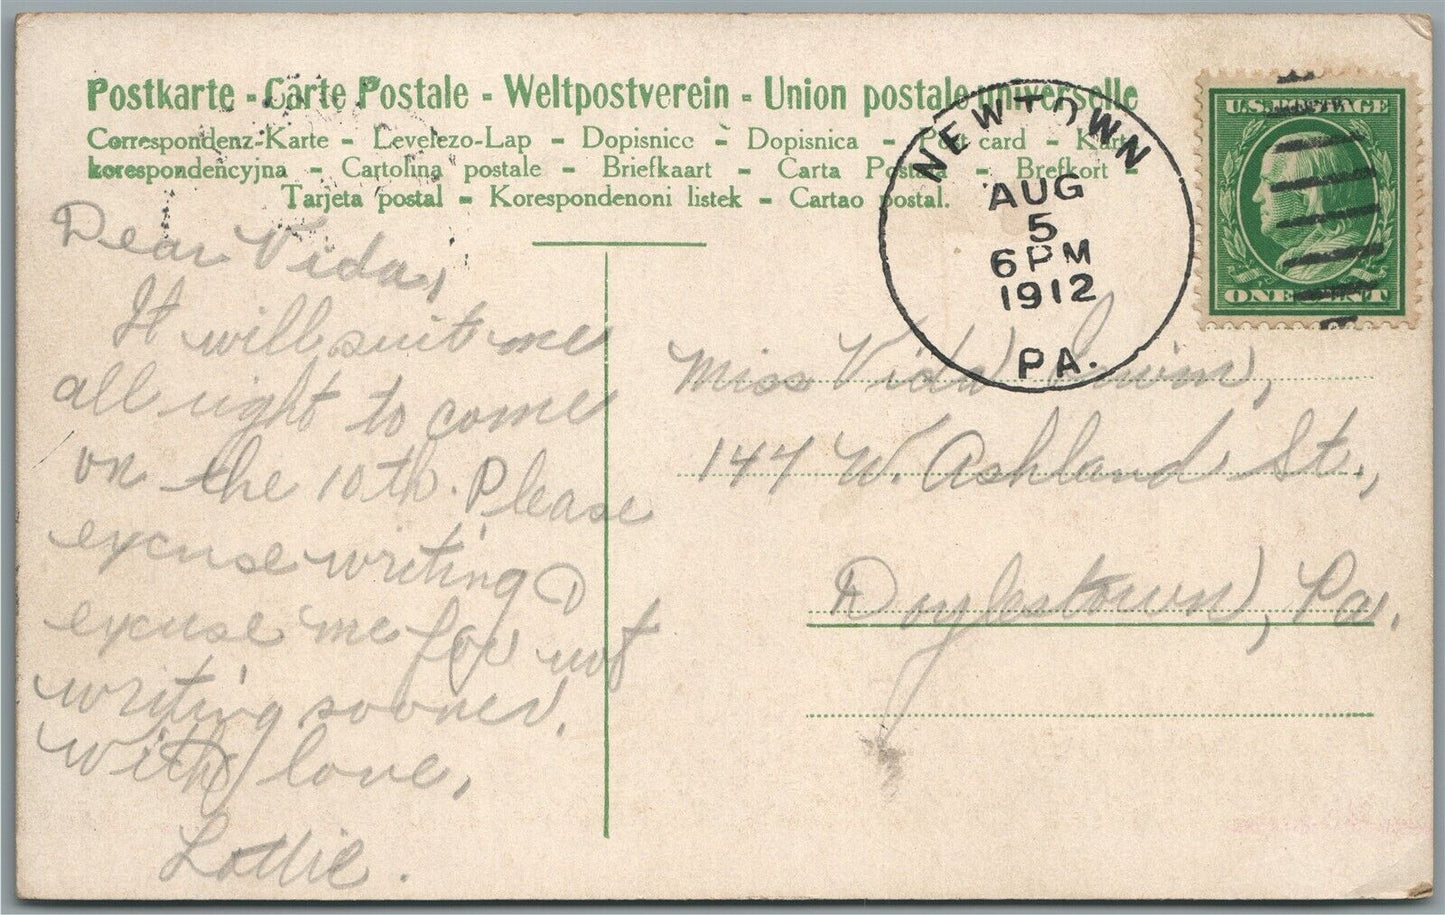 Postkarte - Carte Postale - Weltpostverein - Union postale universelle
Correspondenz-Karte - Levelezo-Lap - Dopisnice - Dopisnica - Post card - Karta
korespondencyjna - Cartolina postale - Briefkaart - Carta Postala - Brefkort -
Tarjeta postal - Korespondenoni listek - Cartao postal.
NEWTOWN
AUG
5
6 PM
1912
PA.
U.S. POSTAGE
ONE CENT
Dear Vida,
It will suit me
all right to come
on the 10th. Please
excuse writing &
excuse me for not
writing sooner.
With love,
Lottie.
Miss Vida
144 W. Ashland St.,
Doylestown, Pa.